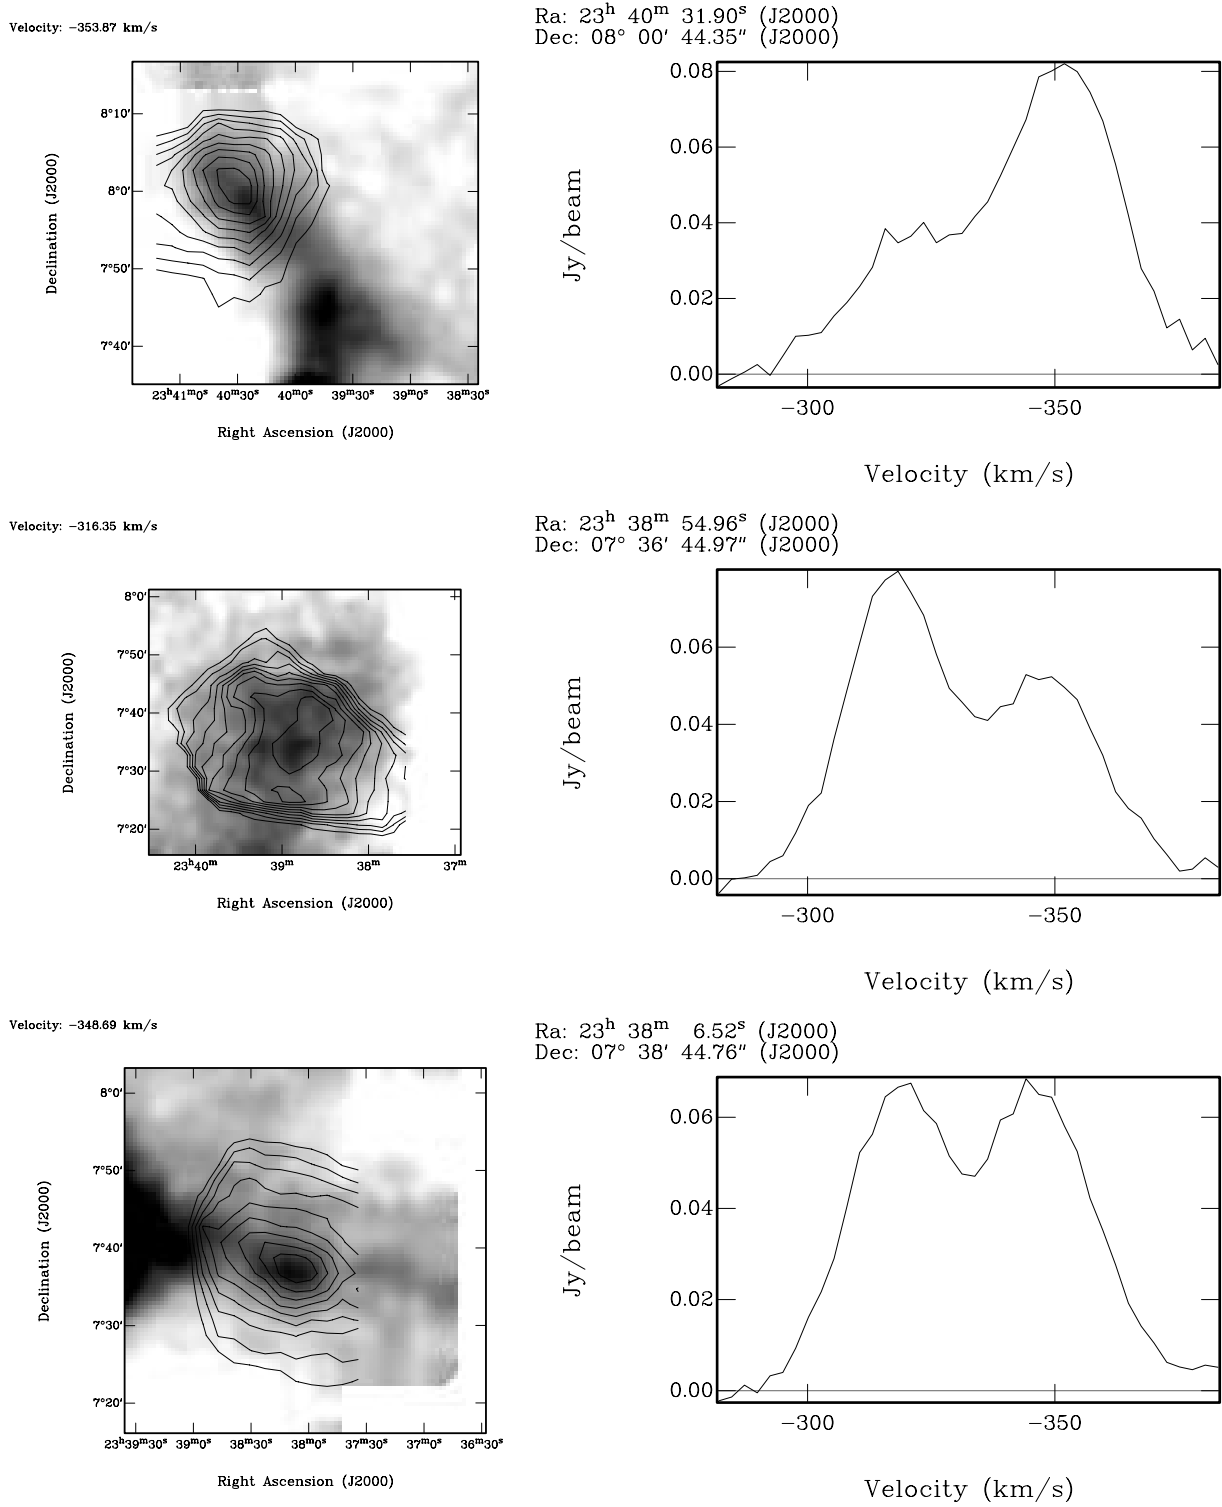 Velocity: −353.87 km/s
Ra: 23h 40m 31.90s (J2000)
Dec: 08° 00' 44.35" (J2000)
8°10'
8°0'
7°50'
7°40'
Declination (J2000)
23h41m0s 40m30s 40m0s 39m30s 39m0s 38m30s
Right Ascension (J2000)
0.08
0.06
0.04
0.02
0.00
Jy/beam
−300 −350
Velocity (km/s)
Velocity: −316.35 km/s
Ra: 23h 38m 54.96s (J2000)
Dec: 07° 36' 44.97" (J2000)
8°0'
7°50'
7°40'
7°30'
7°20'
Declination (J2000)
23h40m 39m 38m 37m
Right Ascension (J2000)
0.06
0.04
0.02
0.00
Jy/beam
−300 −350
Velocity (km/s)
Velocity: −348.69 km/s
Ra: 23h 38m 6.52s (J2000)
Dec: 07° 38' 44.76" (J2000)
8°0'
7°50'
7°40'
7°30'
7°20'
Declination (J2000)
23h39m30s 39m0s 38m30s 38m0s 37m30s 37m0s 36m30s
Right Ascension (J2000)
0.06
0.04
0.02
0.00
Jy/beam
−300 −350
Velocity (km/s)